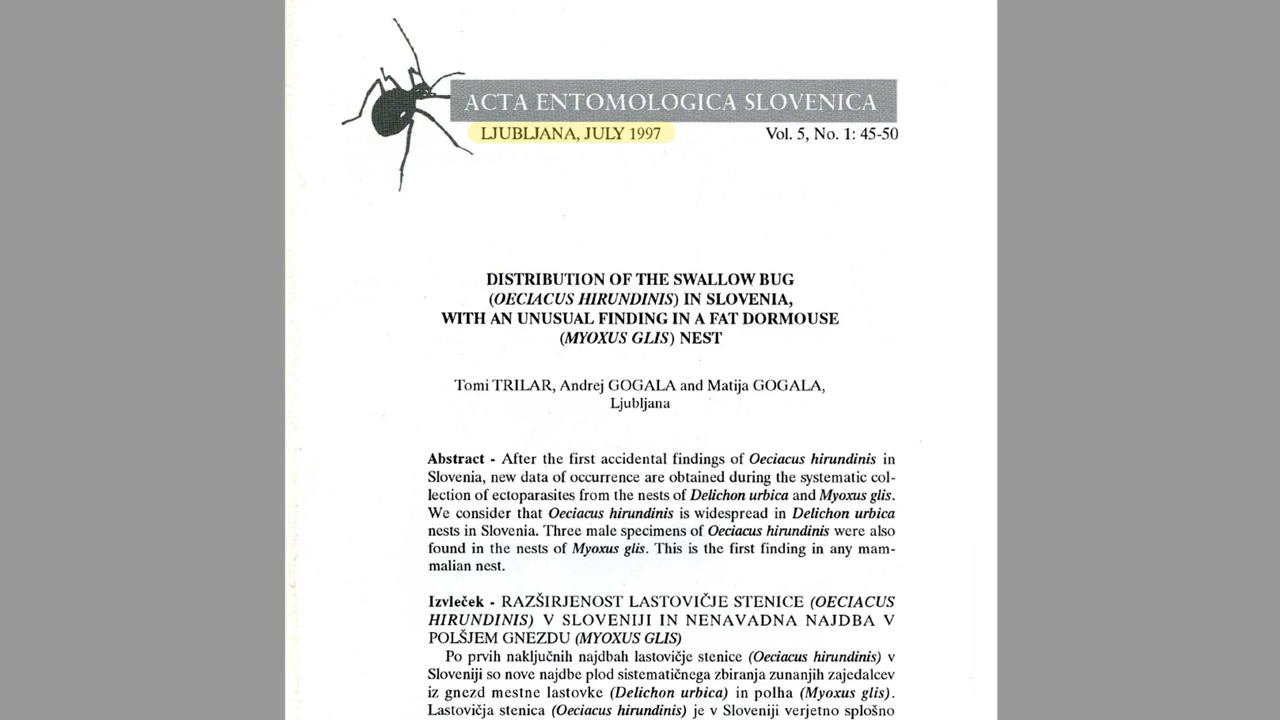 ACTA ENTOMOLOGICA SLOVENICA
LJUBLJANA, JULY 1997 Vol. 5, No. 1: 45-50
DISTRIBUTION OF THE SWALLOW BUG
(OECIACUS HIRUNDINIS) IN SLOVENIA,
WITH AN UNUSUAL FINDING IN A FAT DORMOUSE
(MYOXUS GLIS) NEST
Tomi TRILAR, Andrej GOGALA and Matija GOGALA,
Ljubljana
Abstract - After the first accidental findings of Oeciacus hirundinis in
Slovenia, new data of occurrence are obtained during the systematic col-
lection of ectoparasites from the nests of Delichon urbica and Myoxus glis.
We consider that Oeciacus hirundinis is widespread in Delichon urbica
nests in Slovenia. Three male specimens of Oeciacus hirundinis were also
found in the nests of Myoxus glis. This is the first finding in any mam-
malian nest.
Izvleček - RAZŠIRJENOST LASTOVIČJE STENICE (OECIACUS
HIRUNDINIS) V SLOVENIJI IN NENAVADNA NAJDBA V
POLŠJEM GNEZDU (MYOXUS GLIS)
Po prvih naključnih najdbah lastovičje stenice (Oeciacus hirundinis) v
Sloveniji so nove najdbe plod sistematičnega zbiranja zunanjih zajedalcev
iz gnezd mestne lastovke (Delichon urbica) in polha (Myoxus glis).
Lastovičja stenica (Oeciacus hirundinis) je v Sloveniji verjetno splošno